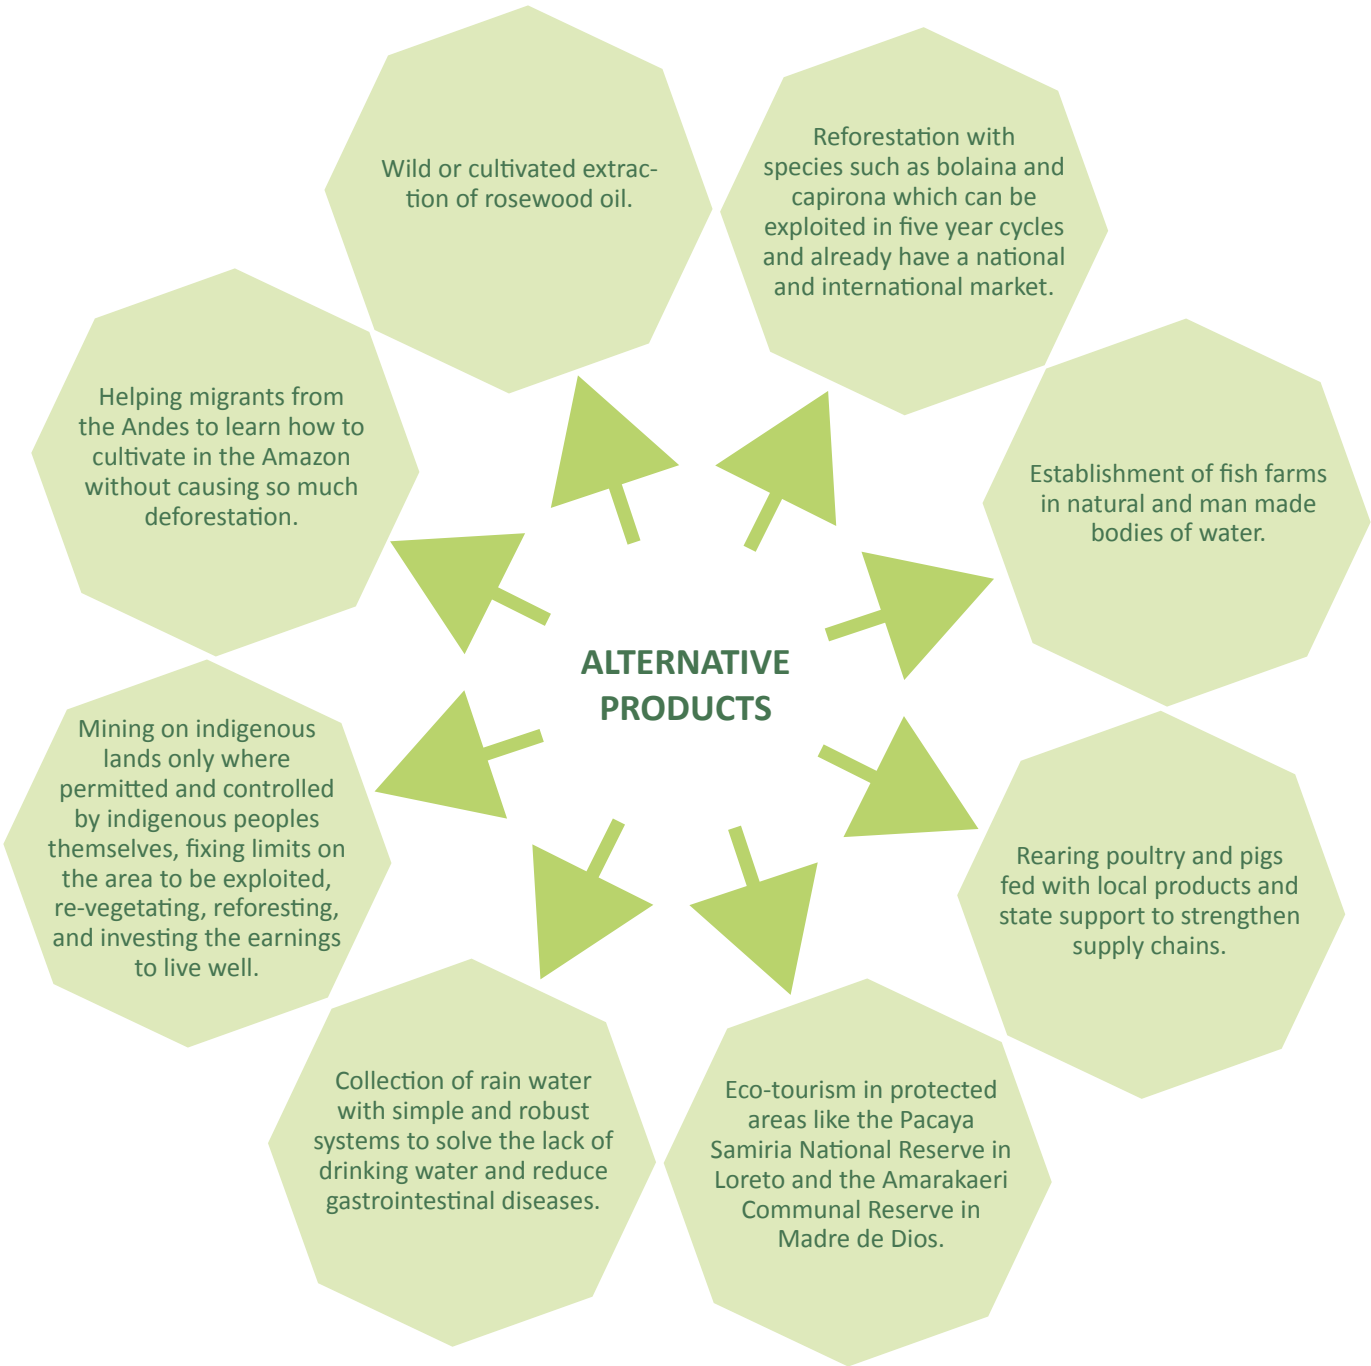 Wild or cultivated extrac-
tion of rosewood oil.
Reforestation with
species such as bolaina and
capirona which can be
exploited in five year cycles
and already have a national
and international market.
Helping migrants from
the Andes to learn how to
cultivate in the Amazon
without causing so much
deforestation.
Establishment of fish farms
in natural and man made
bodies of water.
ALTERNATIVE
PRODUCTS
Mining on indigenous
lands only where
permitted and controlled
by indigenous peoples
themselves, fixing limits on
the area to be exploited,
re-vegetating, reforesting,
and investing the earnings
to live well.
Rearing poultry and pigs
fed with local products and
state support to strengthen
supply chains.
Collection of rain water
with simple and robust
systems to solve the lack of
drinking water and reduce
gastrointestinal diseases.
Eco-tourism in protected
areas like the Pacaya
Samiria National Reserve in
Loreto and the Amarakaeri
Communal Reserve in
Madre de Dios.